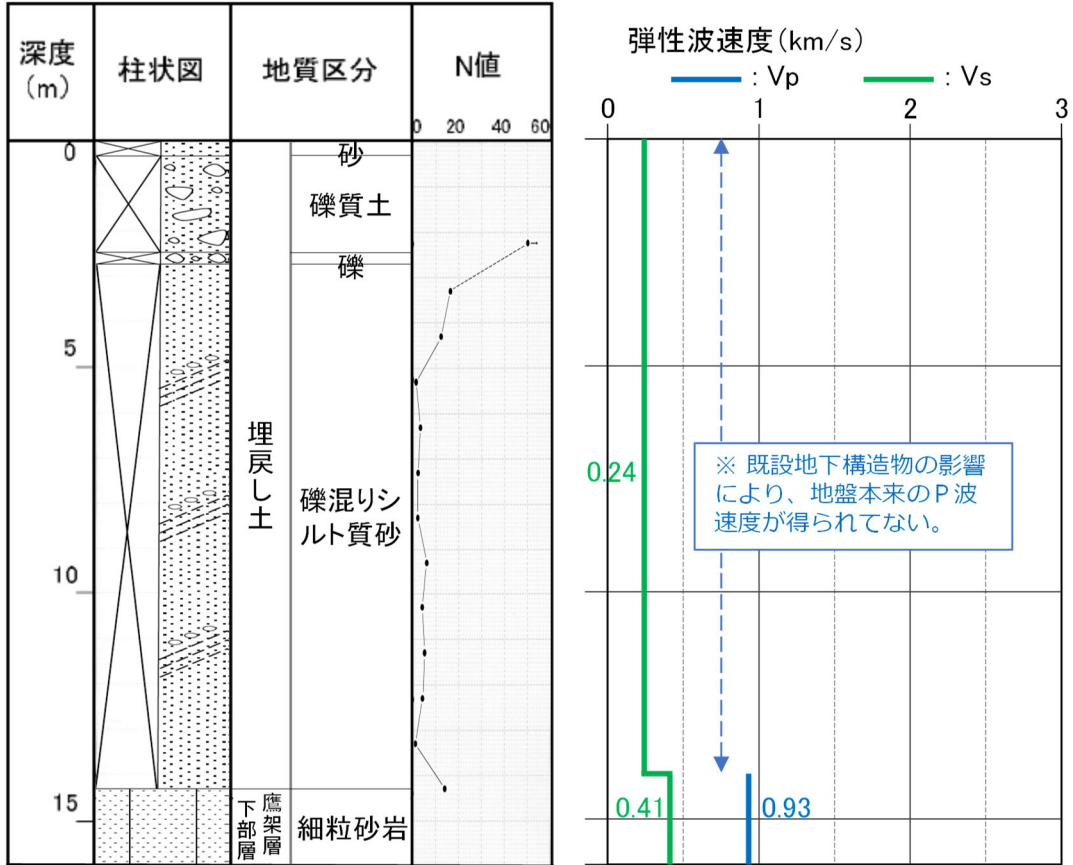 深度
(m)
柱状図
地質区分
N値
0 20 40 60
0
5
10
15
埋戻し土
下部層
鷹架層
砂
礫質土
礫
礫混りシ
ルト質砂
細粒砂岩
弾性波速度(km/s)
: Vp : Vs
0 1 2 3
0.24
※ 既設地下構造物の影響
により、地盤本来のP波
速度が得られてない。
0.41 0.93